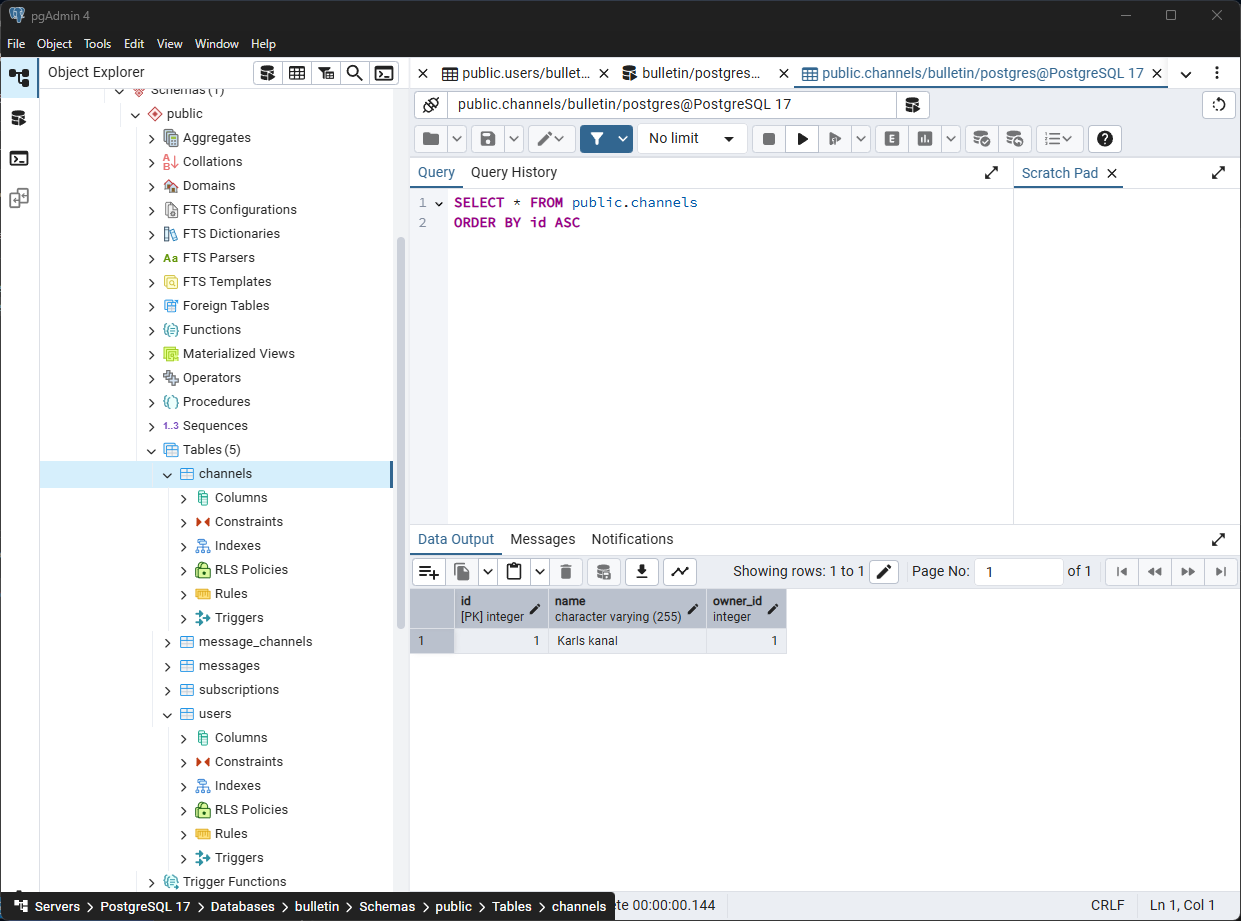 pgAdmin 4
File Object Tools Edit View Window Help
Object Explorer
Schemas (1)
public
Aggregates
Collations
Domains
FTS Configurations
FTS Dictionaries
Aa FTS Parsers
FTS Templates
Foreign Tables
Functions
Materialized Views
Operators
Procedures
1..3 Sequences
Tables (5)
channels
Columns
Constraints
Indexes
RLS Policies
Rules
Triggers
message_channels
messages
subscriptions
users
Columns
Constraints
Indexes
RLS Policies
Rules
Triggers
Trigger Functions
public.users/bullet... bulletin/postgres... public.channels/bulletin/postgres@PostgreSQL 17
public.channels/bulletin/postgres@PostgreSQL 17
No limit E
Query Query History Scratch Pad
1 SELECT * FROM public.channels
2 ORDER BY id ASC
Data Output Messages Notifications
Showing rows: 1 to 1 Page No: 1 of 1
id name owner_id
[PK] integer character varying (255) integer
1 1 Karls kanal 1
Servers > PostgreSQL 17 > Databases > bulletin > Schemas > public > Tables > channels te 00:00:00.144 CRLF Ln 1, Col 1